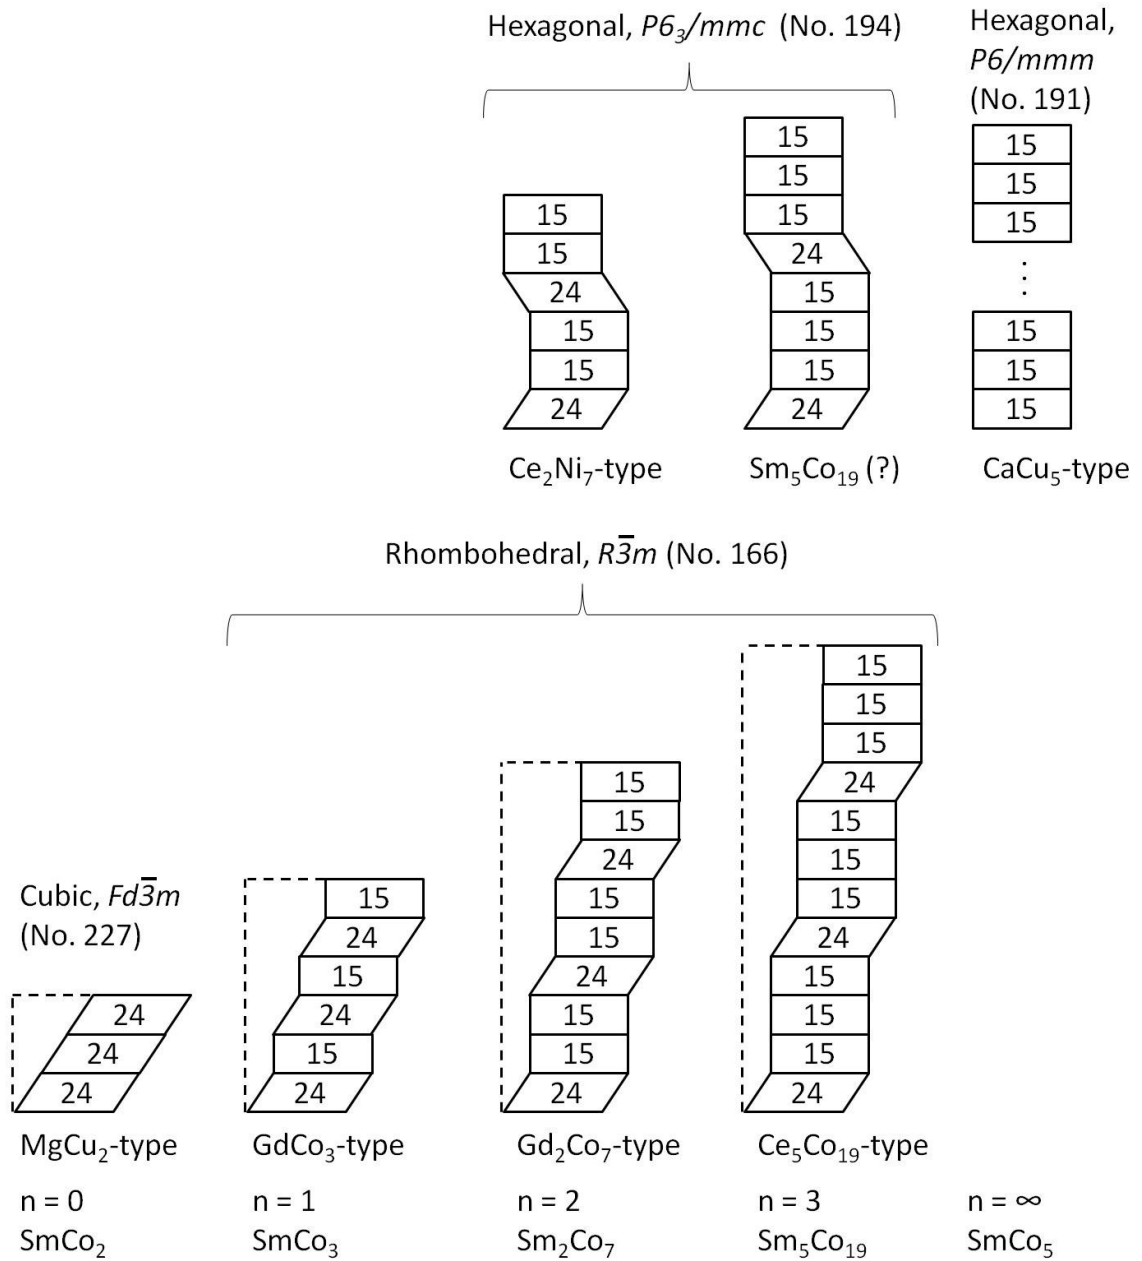 Hexagonal, P6₃/mmc (No. 194)
Hexagonal,
P6/mmm
(No. 191)
15
15
24
15
15
24
Ce₂Ni₇-type
15
15
15
24
15
15
15
24
Sm₅Co₁₉ (?)
15
15
15
⋮
15
15
15
CaCu₅-type
Rhombohedral, R3̅m (No. 166)
Cubic, Fd3̅m
(No. 227)
24
24
24
MgCu₂-type
n = 0
SmCo₂
15
24
15
24
15
24
GdCo₃-type
n = 1
SmCo₃
15
15
24
15
15
24
15
15
24
Gd₂Co₇-type
n = 2
Sm₂Co₇
15
15
15
24
15
15
15
24
15
15
15
24
Ce₅Co₁₉-type
n = 3
Sm₅Co₁₉
n = ∞
SmCo₅